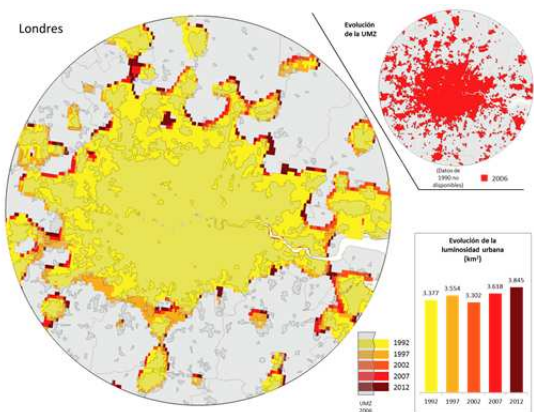 Londres
Evolución
de la UMZ
(Datos de
1990 no
disponibles)
2006
Evolución de la
luminosidad urbana
(km²)
3.377
3.554
3.302
3.638
3.845
1992
1997
2002
2007
2012
1992
1997
2002
2007
2012
UMZ
2006